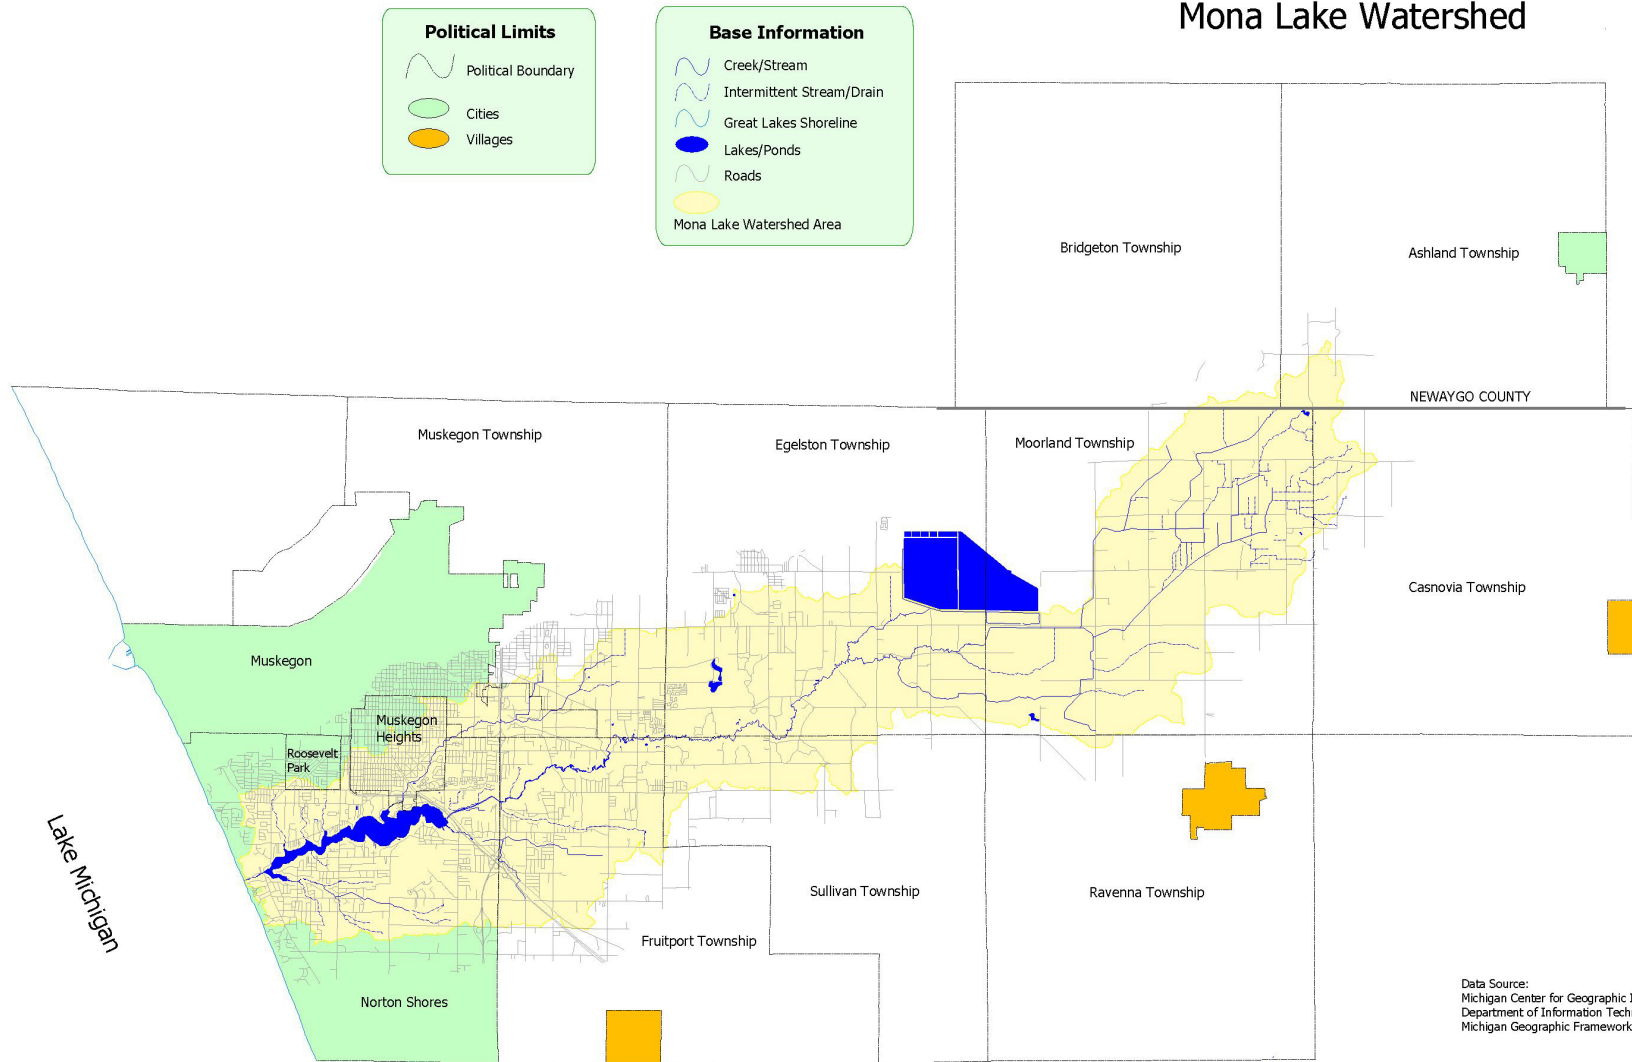 Mona Lake Watershed
Political Limits
Political Boundary
Cities
Villages
Base Information
Creek/Stream
Intermittent Stream/Drain
Great Lakes Shoreline
Lakes/Ponds
Roads
Mona Lake Watershed Area
Bridgeton Township
Ashland Township
NEWAYGO COUNTY
Muskegon Township
Egelston Township
Moorland Township
Casnovia Township
Muskegon
Muskegon
Heights
Roosevelt
Park
Lake Michigan
Sullivan Township
Ravenna Township
Fruitport Township
Norton Shores
Data Source:
Michigan Center for Geographic
Department of Information
Michigan Geographic Framework